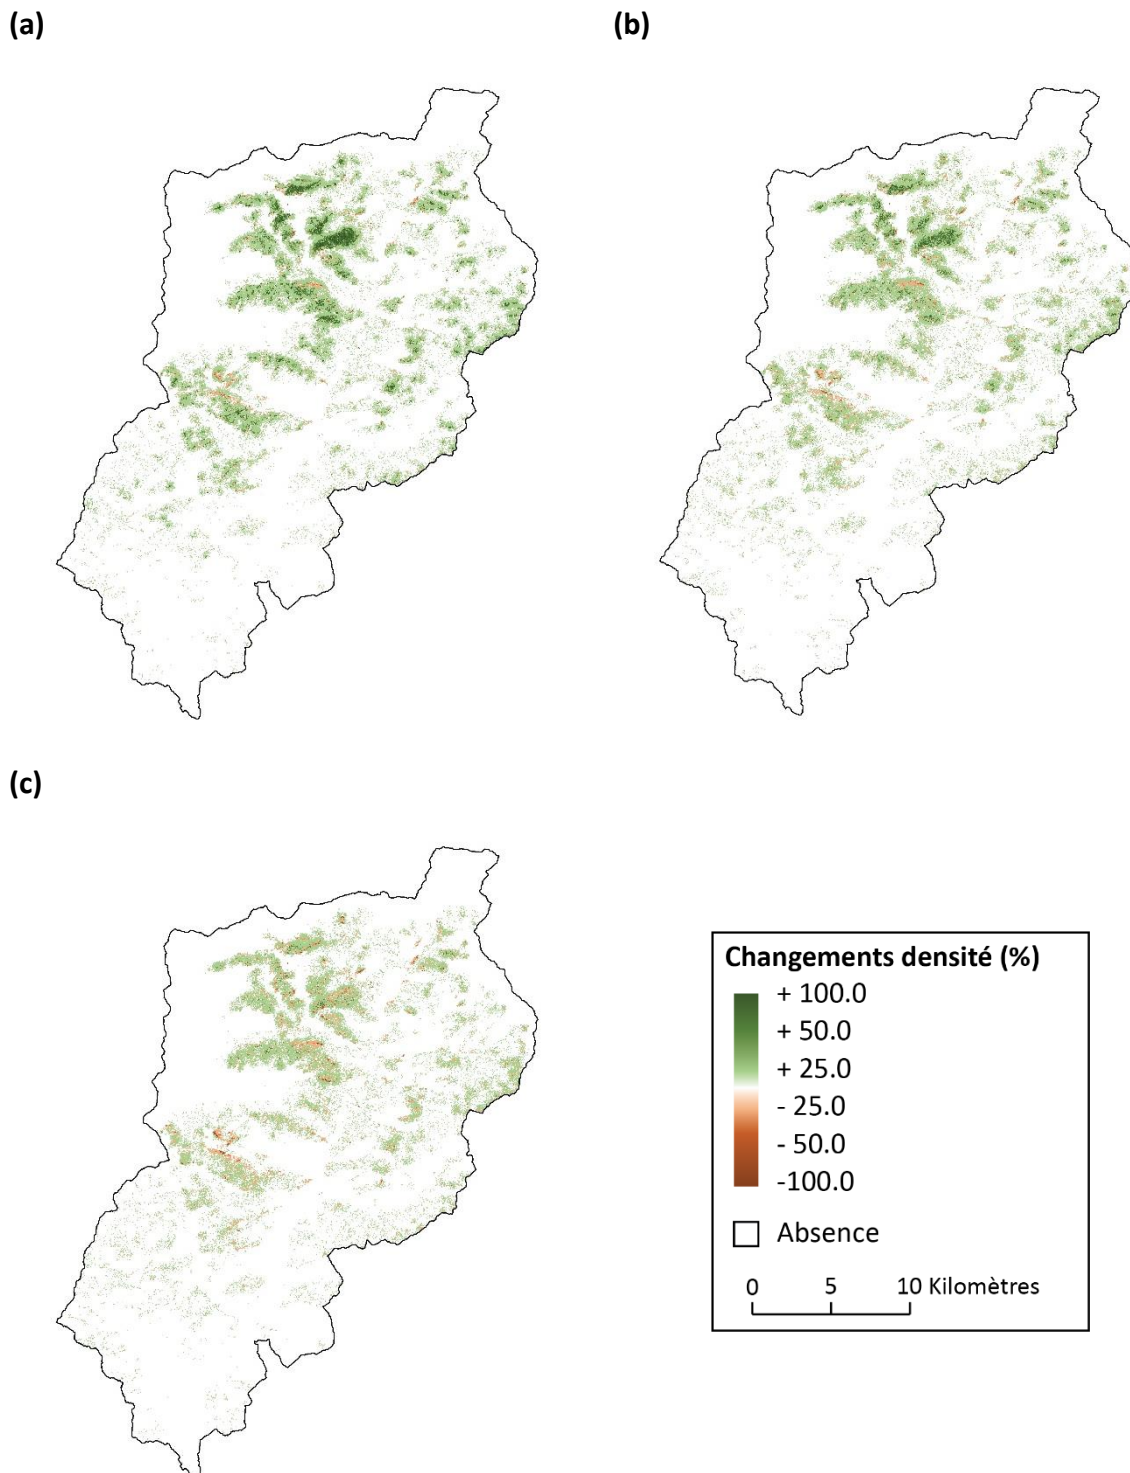 (a)
(b)
(c)
Changements densité (%)
+ 100.0
+ 50.0
+ 25.0
- 25.0
- 50.0
-100.0
Absence
0 5 10 Kilomètres